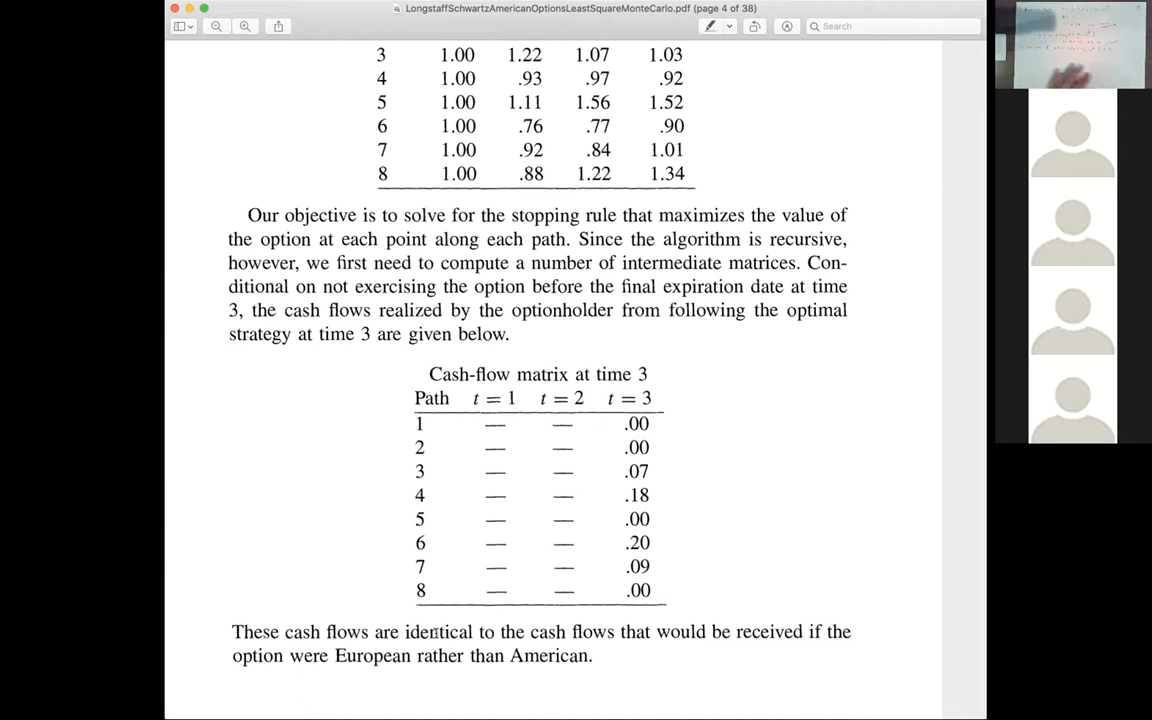 LongstaffSchwartzAmericanOptionsLeastSquareMonteCarlo.pdf (page 4 of 38)
Search
3 1.00 1.22 1.07 1.03
4 1.00 .93 .97 .92
5 1.00 1.11 1.56 1.52
6 1.00 .76 .77 .90
7 1.00 .92 .84 1.01
8 1.00 .88 1.22 1.34
Our objective is to solve for the stopping rule that maximizes the value of
the option at each point along each path. Since the algorithm is recursive,
however, we first need to compute a number of intermediate matrices. Con-
ditional on not exercising the option before the final expiration date at time
3, the cash flows realized by the optionholder from following the optimal
strategy at time 3 are given below.
Cash-flow matrix at time 3
Path t = 1 t = 2 t = 3
1 — — .00
2 — — .00
3 — — .07
4 — — .18
5 — — .00
6 — — .20
7 — — .09
8 — — .00
These cash flows are identical to the cash flows that would be received if the
option were European rather than American.